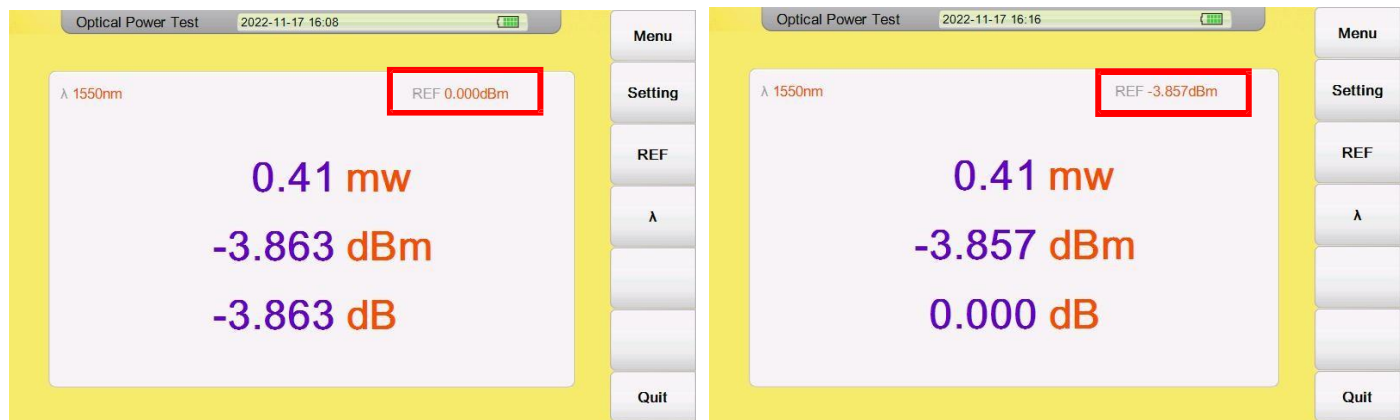 Optical Power Test 2022-11-17 16:08
Menu
λ 1550nm REF 0.000dBm
Setting
0.41 mw
REF
-3.863 dBm
λ
-3.863 dB
Quit
Optical Power Test 2022-11-17 16:16
Menu
λ 1550nm REF -3.857dBm
Setting
0.41 mw
REF
-3.857 dBm
λ
0.000 dB
Quit